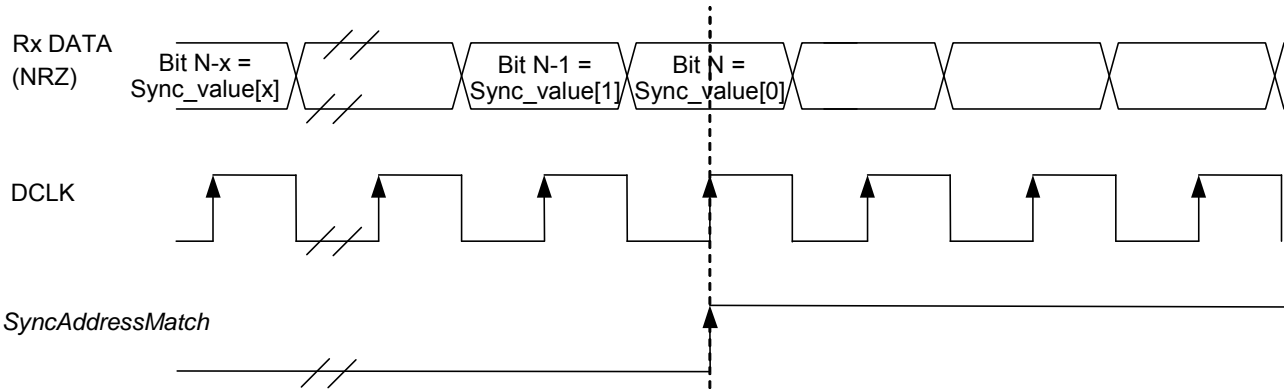 Rx DATA
(NRZ)
Bit N-x =
Sync_value[x]
Bit N-1 =
Sync_value[1]
Bit N =
Sync_value[0]
DCLK
SyncAddressMatch